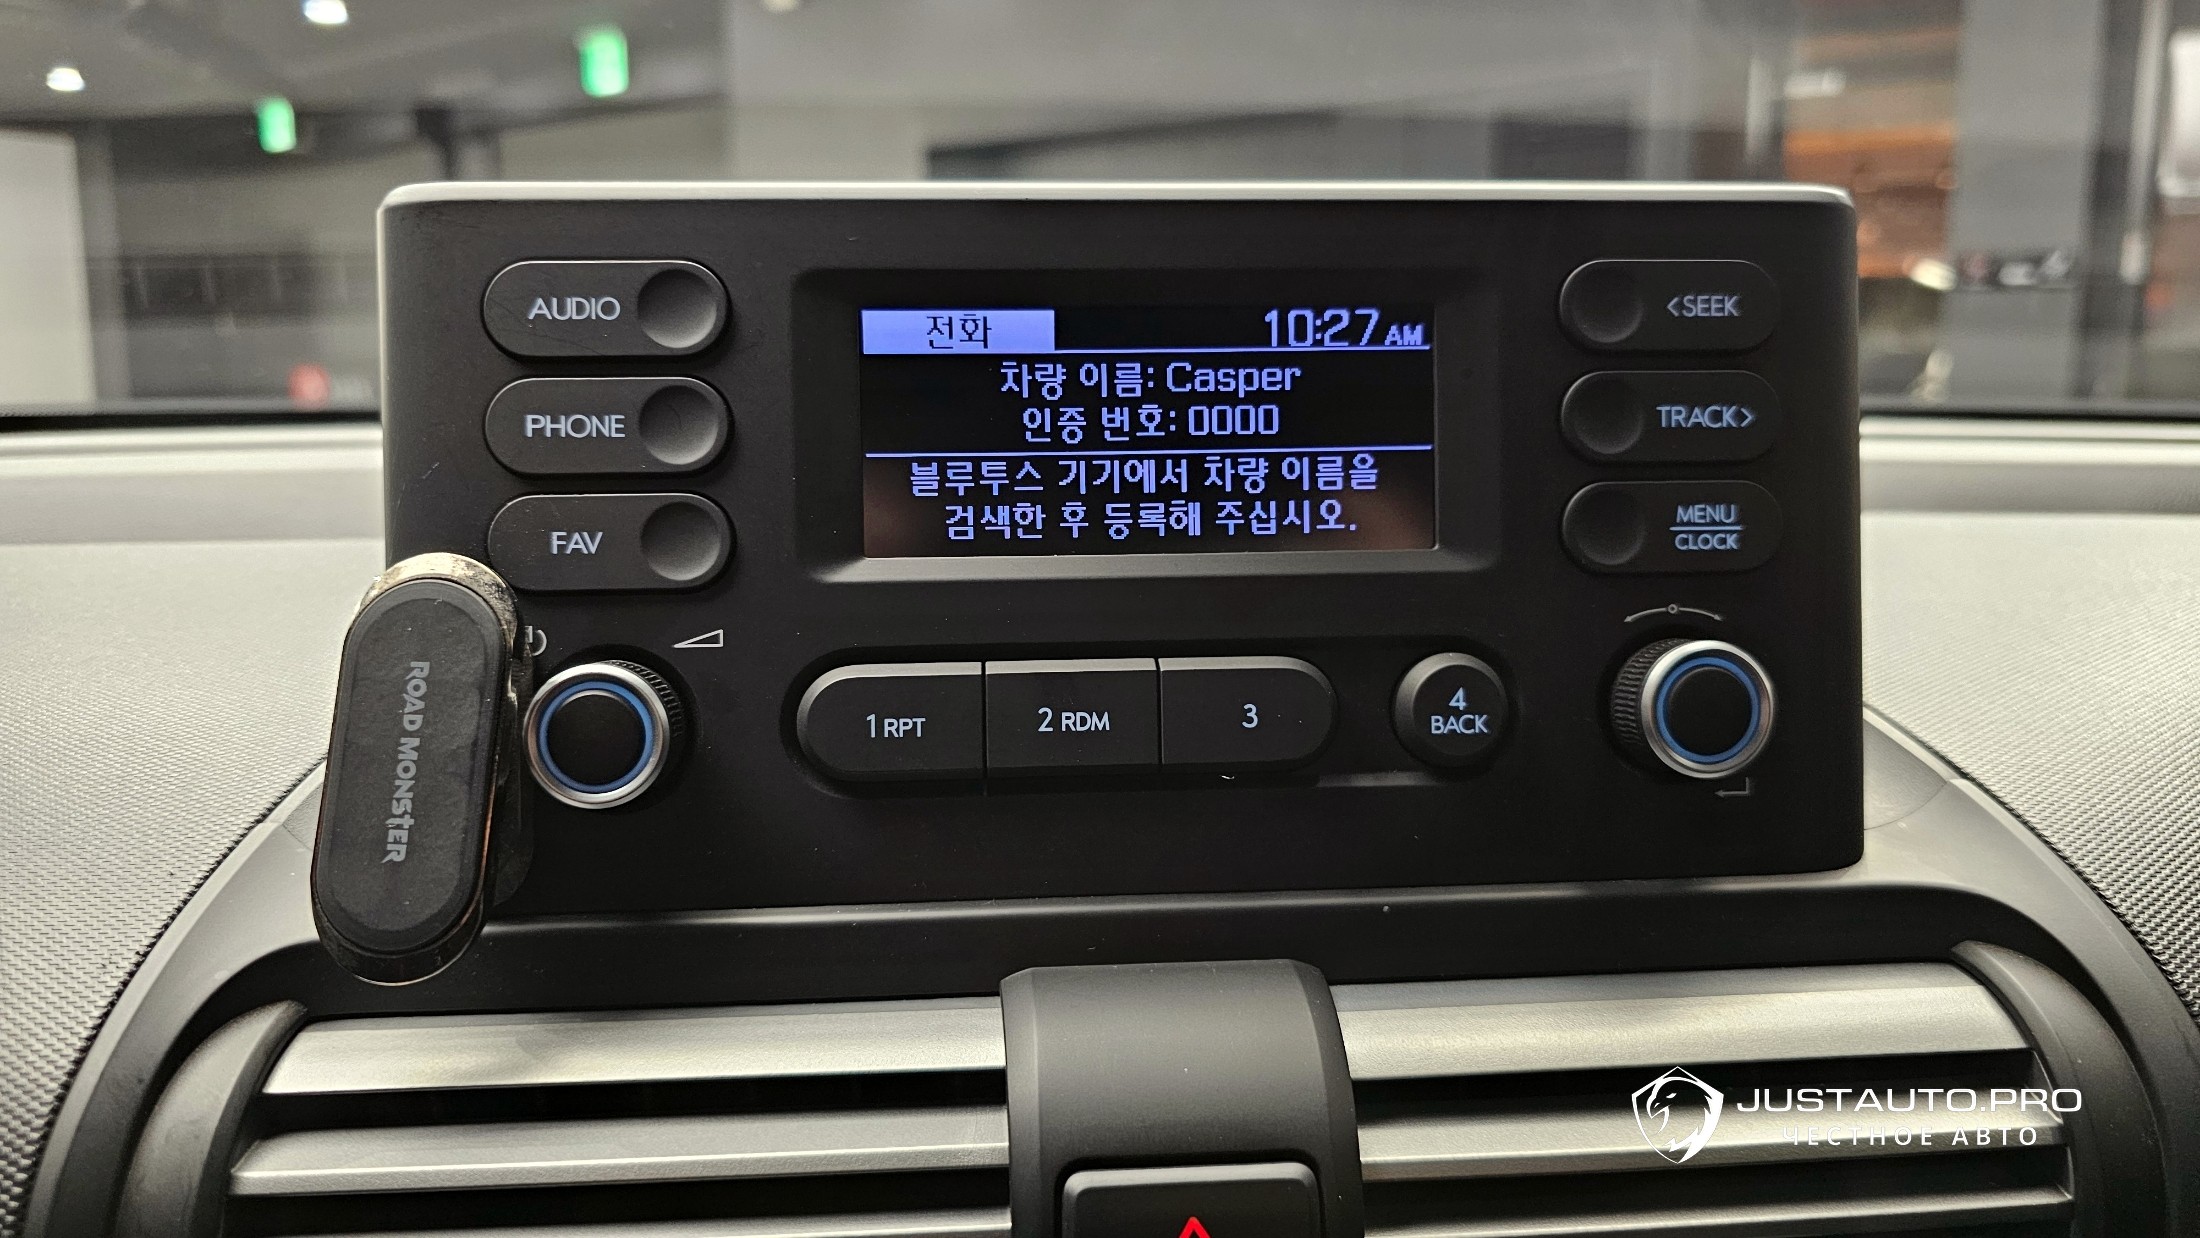 AUDIO
PHONE
FAV
전화
10:27 AM
차량 이름: Casper
인증 번호: 0000
블루투스 기기에서 차량 이름을
검색한 후 등록해 주십시오.
<SEEK
TRACK>
MENU
CLOCK
1 RPT
2 RDM
3
4
BACK
ROAD MONSTER
JUSTAUTO.PRO
ЧЕСТНОЕ АВТО